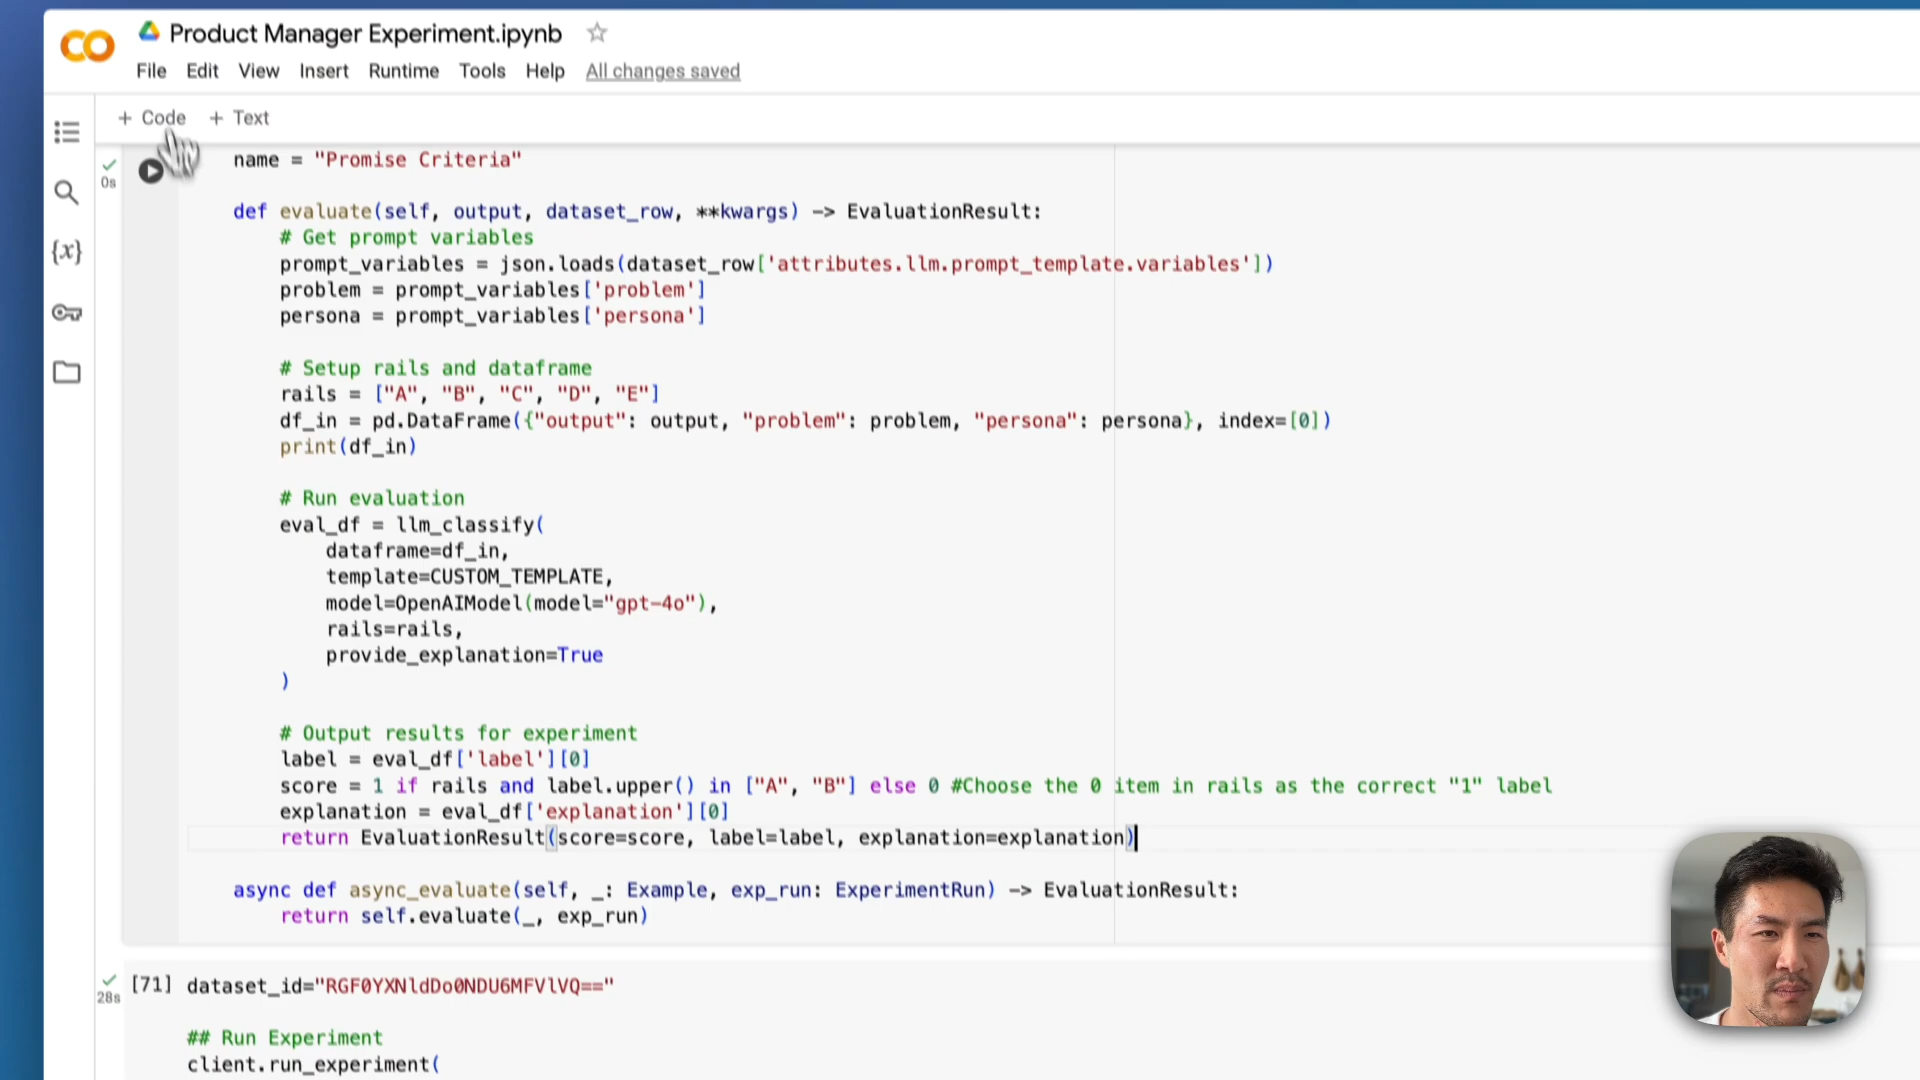 Product Manager Experiment.ipynb
File Edit View Insert Runtime Tools Help All changes saved
+ Code + Text
0s
name = "Promise Criteria"
def evaluate(self, output, dataset_row, **kwargs) -> EvaluationResult:
# Get prompt variables
prompt_variables = json.loads(dataset_row['attributes.llm.prompt_template.variables'])
problem = prompt_variables['problem']
persona = prompt_variables['persona']
# Setup rails and dataframe
rails = ["A", "B", "C", "D", "E"]
df_in = pd.DataFrame({"output": output, "problem": problem, "persona": persona}, index=[0])
print(df_in)
# Run evaluation
eval_df = llm_classify(
dataframe=df_in,
template=CUSTOM_TEMPLATE,
model=OpenAIModel(model="gpt-4o"),
rails=rails,
provide_explanation=True
)
# Output results for experiment
label = eval_df['label'][0]
score = 1 if rails and label.upper() in ["A", "B"] else 0 #Choose the 0 item in rails as the correct "1" label
explanation = eval_df['explanation'][0]
return EvaluationResult(score=score, label=label, explanation=explanation)
async def async_evaluate(self, _: Example, exp_run: ExperimentRun) -> EvaluationResult:
return self.evaluate(_, exp_run)
28s
[71] dataset_id="RGF0YXNldDo0NDU6MFVlVQ=="
## Run Experiment
client.run_experiment(